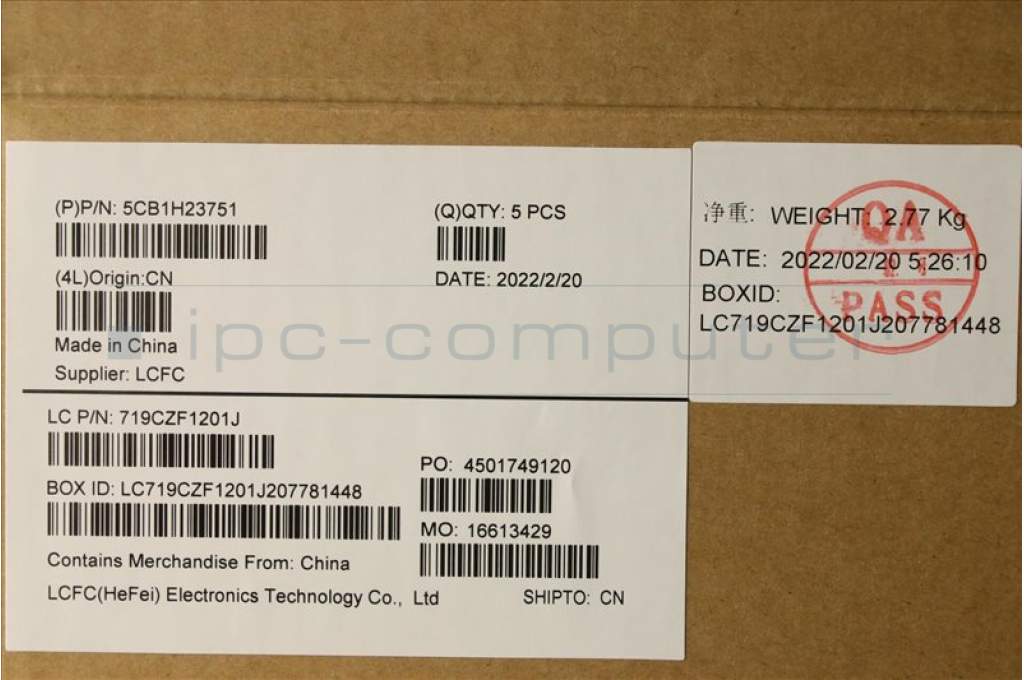 (P)P/N: 5CB1H23751
(Q)QTY: 5 PCS
(4L)Origin:CN
DATE: 2022/2/20
Made in China
Supplier: LCFC
LC P/N: 719CZF1201J
PO: 4501749120
BOX ID: LC719CZF1201J207781448
MO: 16613429
Contains Merchandise From: China
LCFC(HeFei) Electronics Technology Co., Ltd
SHIPTO: CN
净重: WEIGHT: 2.77 Kg
DATE: 2022/02/20 5:26:10
BOXID:
LC719CZF1201J207781448
QA
PASS
ipc-computer